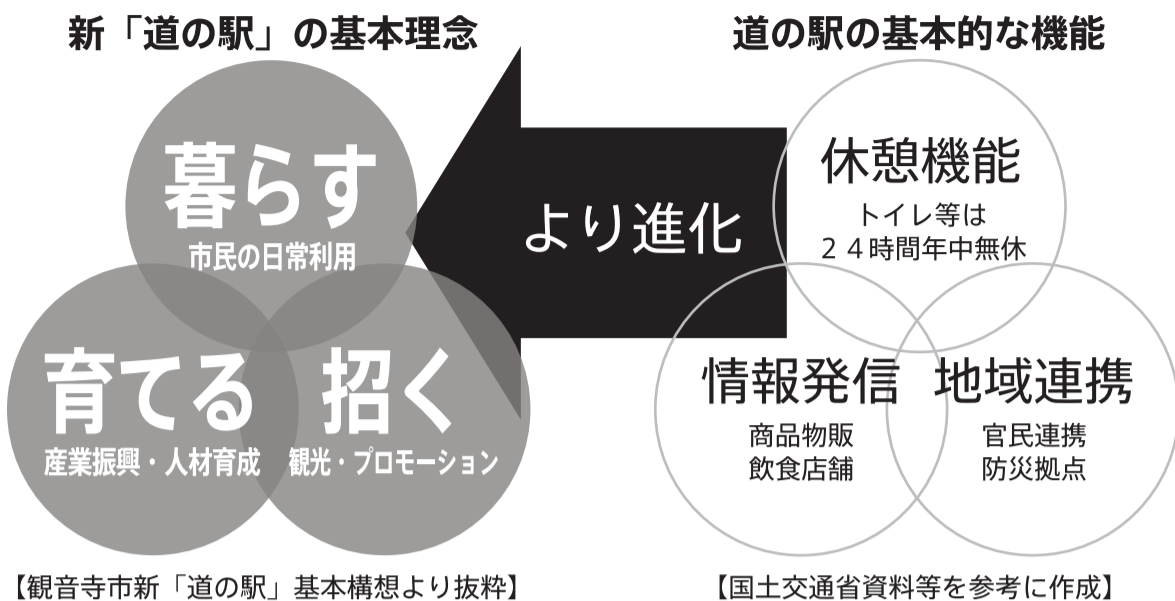 新「道の駅」の基本理念
暮らす
市民の日常利用
育てる
産業振興・人材育成
招く
観光・プロモーション
【観音寺市新「道の駅」基本構想より抜粋】
より進化
道の駅の基本的な機能
休憩機能
トイレ等は
２４時間年中無休
情報発信
商品物販
飲食店舗
地域連携
官民連携
防災拠点
【国土交通省資料等を参考に作成】